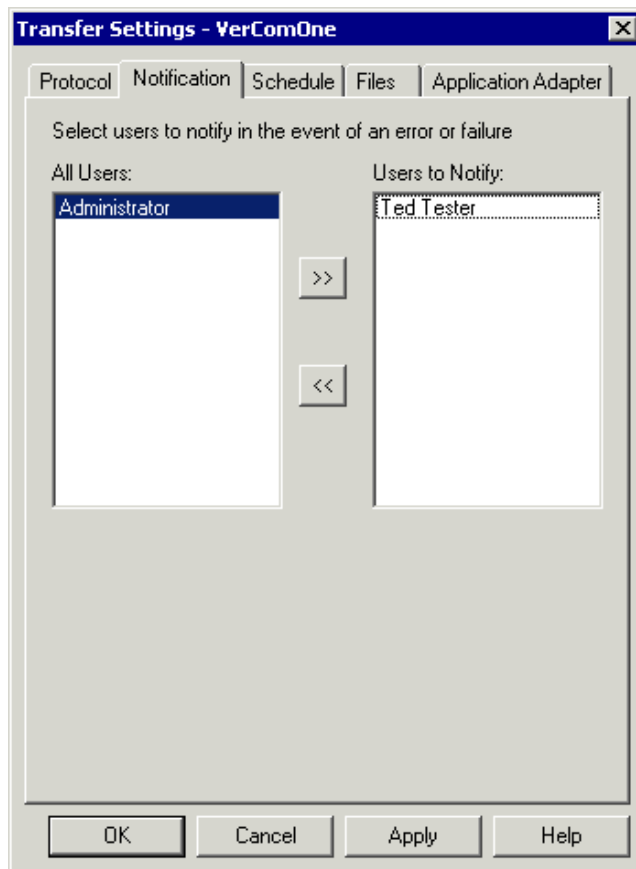 Transfer Settings - VerComOne
Protocol Notification Schedule Files Application Adapter
Select users to notify in the event of an error or failure
All Users: Users to Notify:
Administrator Ted Tester
>>
<<
OK Cancel Apply Help